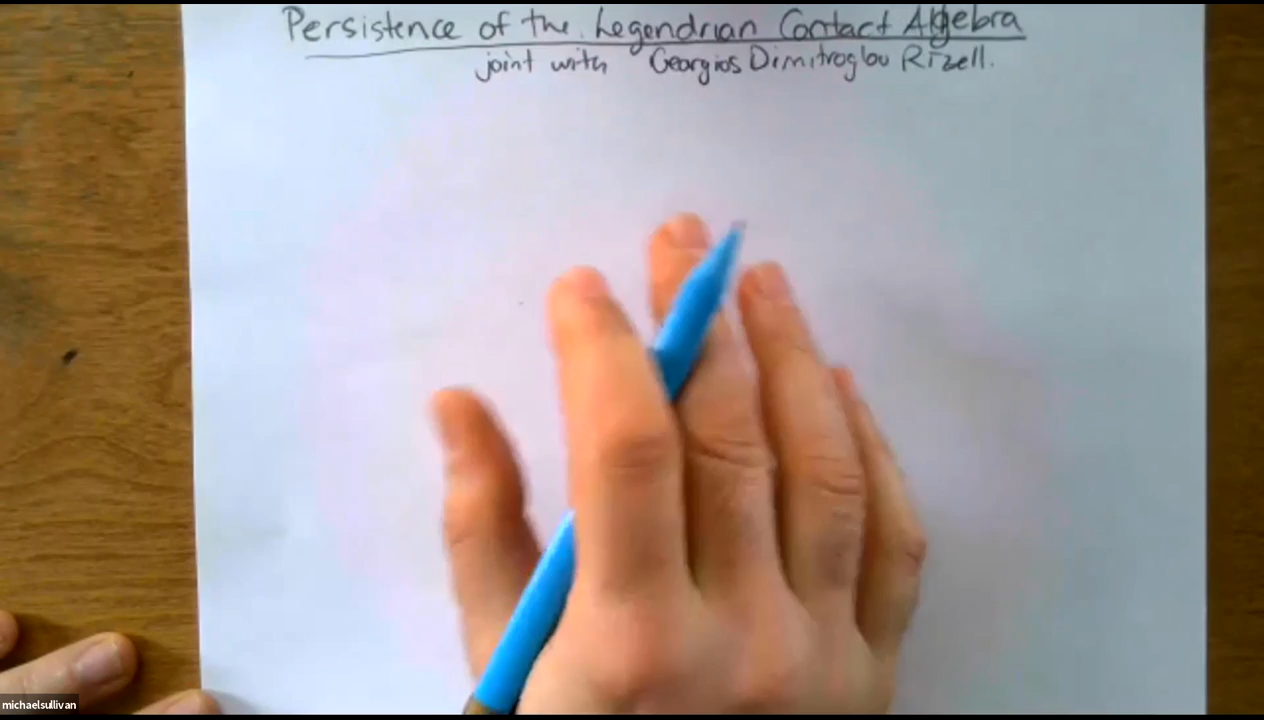 Persistence of the Legendrian Contact Algebra
joint with Georgios Dimitroglou Rizell.
michaelsullivan